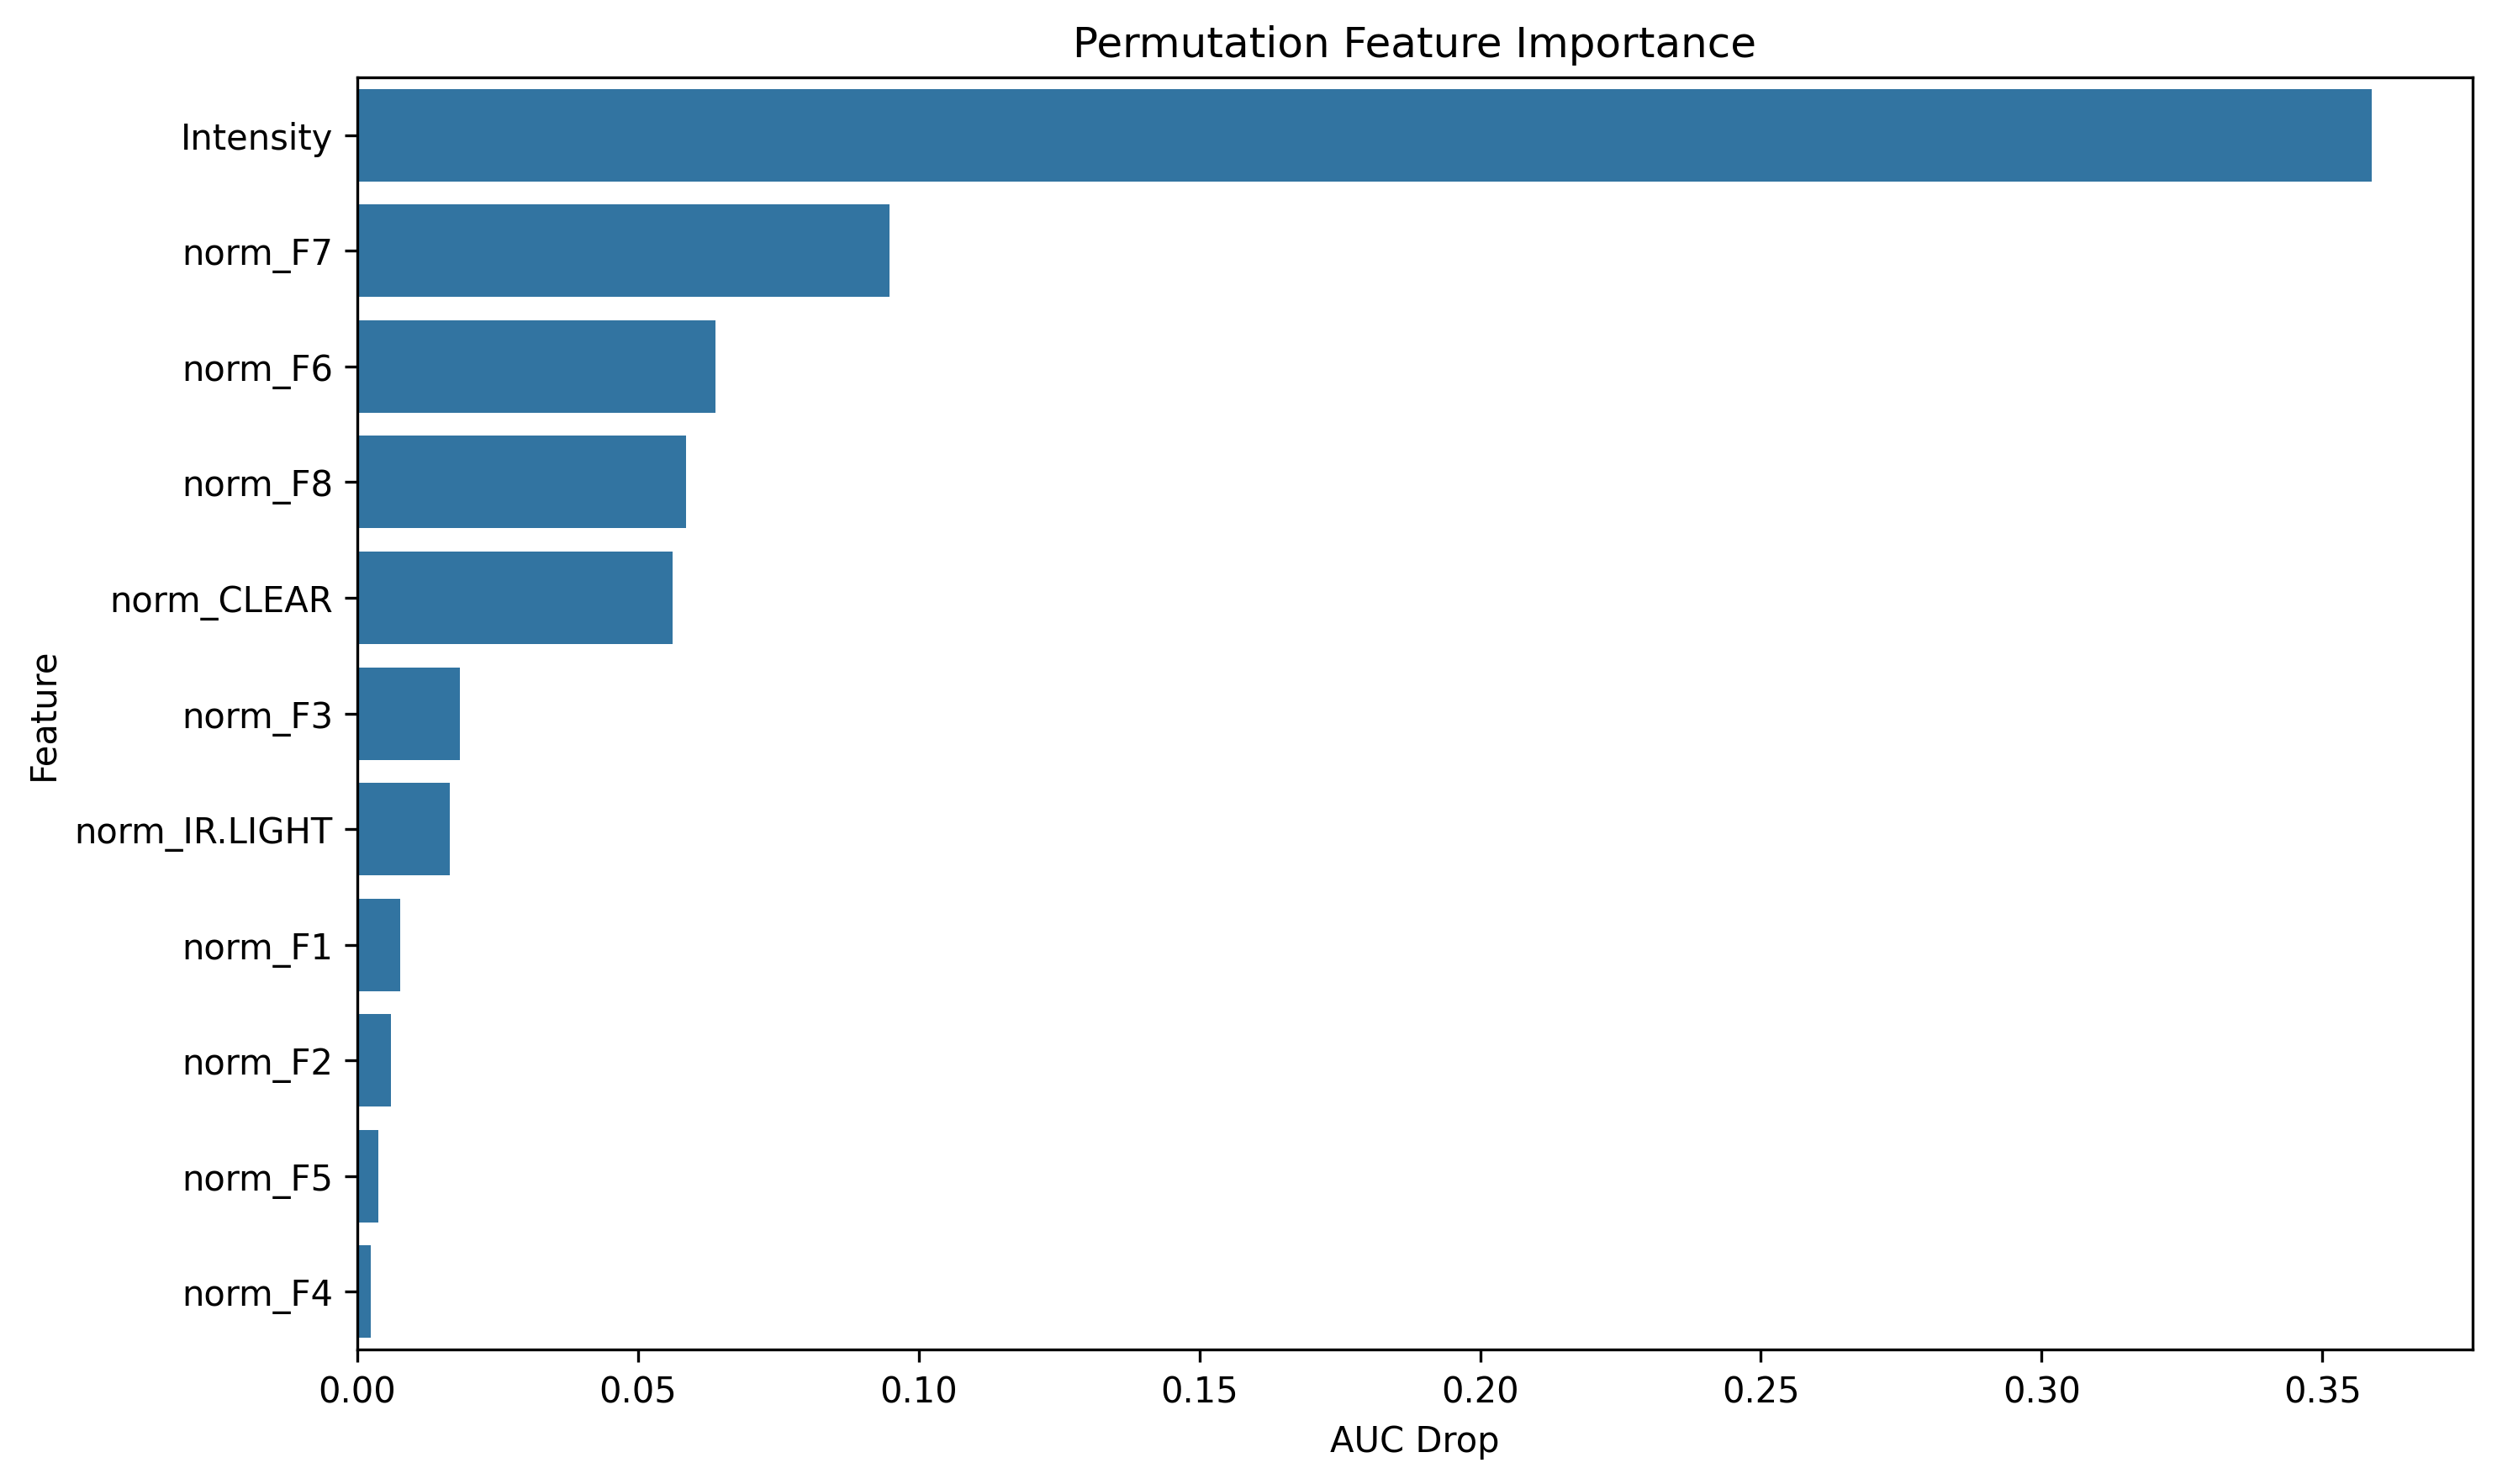 Permutation Feature Importance
Intensity
norm_F7
norm_F6
norm_F8
norm_CLEAR
norm_F3
norm_IR.LIGHT
norm_F1
norm_F2
norm_F5
norm_F4
Feature
0.00 0.05 0.10 0.15 0.20 0.25 0.30 0.35
AUC Drop